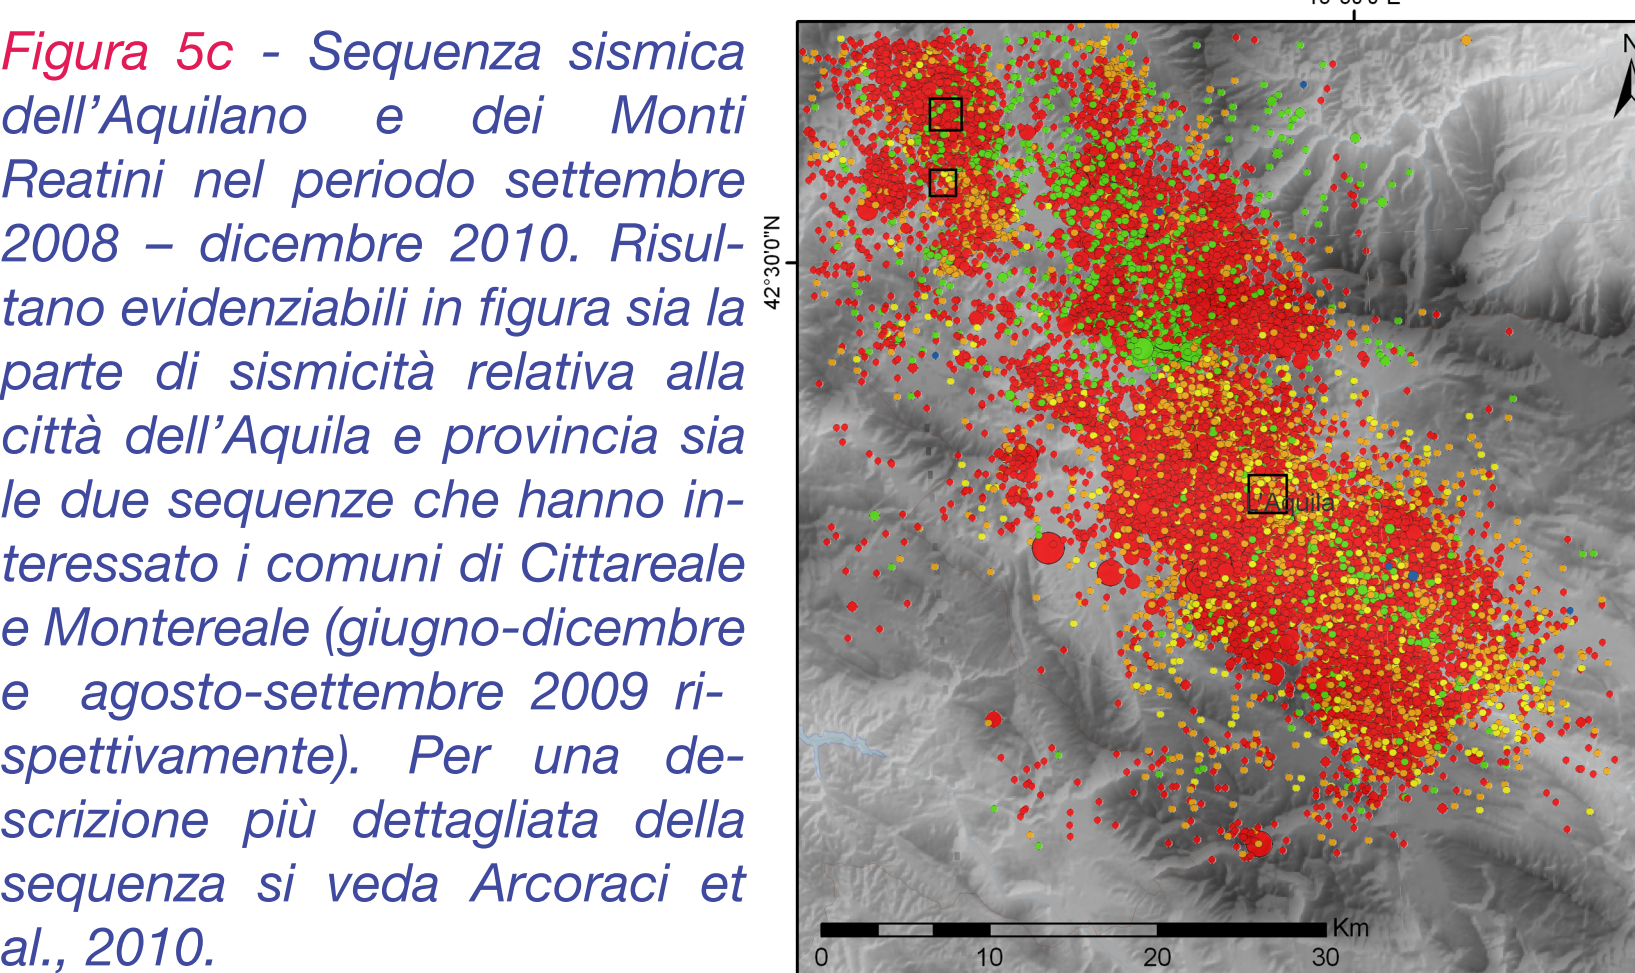 Figura 5c - Sequenza sismica
dell'Aquilano e dei Monti
Reatini nel periodo settembre
2008 – dicembre 2010. Risul-
tano evidenziabili in figura sia la
parte di sismicità relativa alla
città dell'Aquila e provincia sia
le due sequenze che hanno in-
teressato i comuni di Cittareale
e Montereale (giugno-dicembre
e agosto-settembre 2009 ri-
spettivamente). Per una de-
scrizione più dettagliata della
sequenza si veda Arcoraci et
al., 2010.
N
42°30'0"N
L'Aquila
Km
0 10 20 30